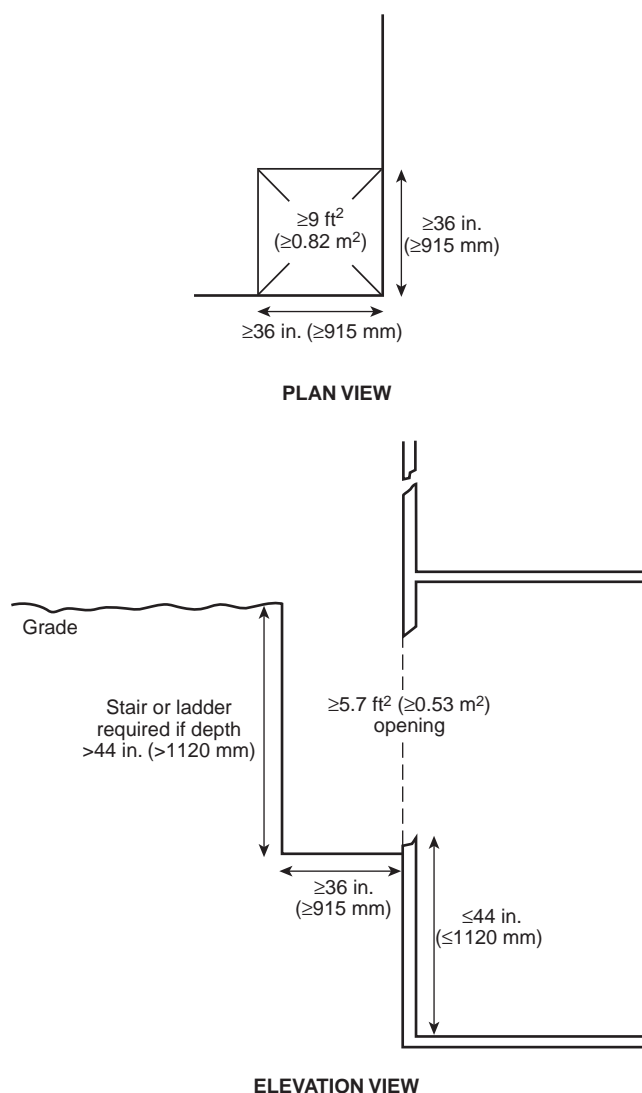 ≥9 ft²
(≥0.82 m²)
≥36 in.
(≥915 mm)
≥36 in. (≥915 mm)
PLAN VIEW
Grade
Stair or ladder
required if depth
>44 in. (>1120 mm)
≥5.7 ft² (≥0.53 m²)
opening
≥36 in.
(≥915 mm)
≤44 in.
(≤1120 mm)
ELEVATION VIEW